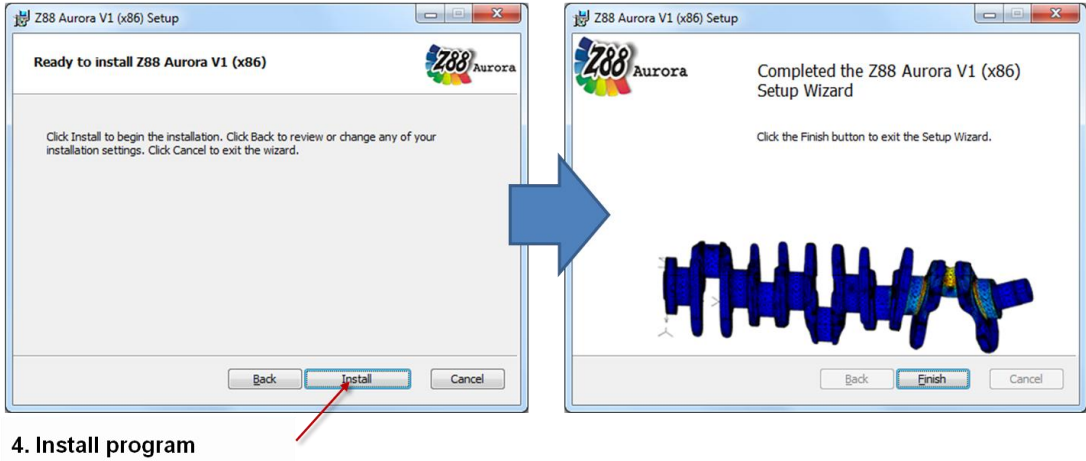 Z88 Aurora V1 (x86) Setup
Ready to install Z88 Aurora V1 (x86)
Z88 Aurora
Click Install to begin the installation. Click Back to review or change any of your
installation settings. Click Cancel to exit the wizard.
Back
Install
Cancel
4. Install program
Z88 Aurora V1 (x86) Setup
Z88 Aurora
Completed the Z88 Aurora V1 (x86)
Setup Wizard
Click the Finish button to exit the Setup Wizard.
Back
Finish
Cancel